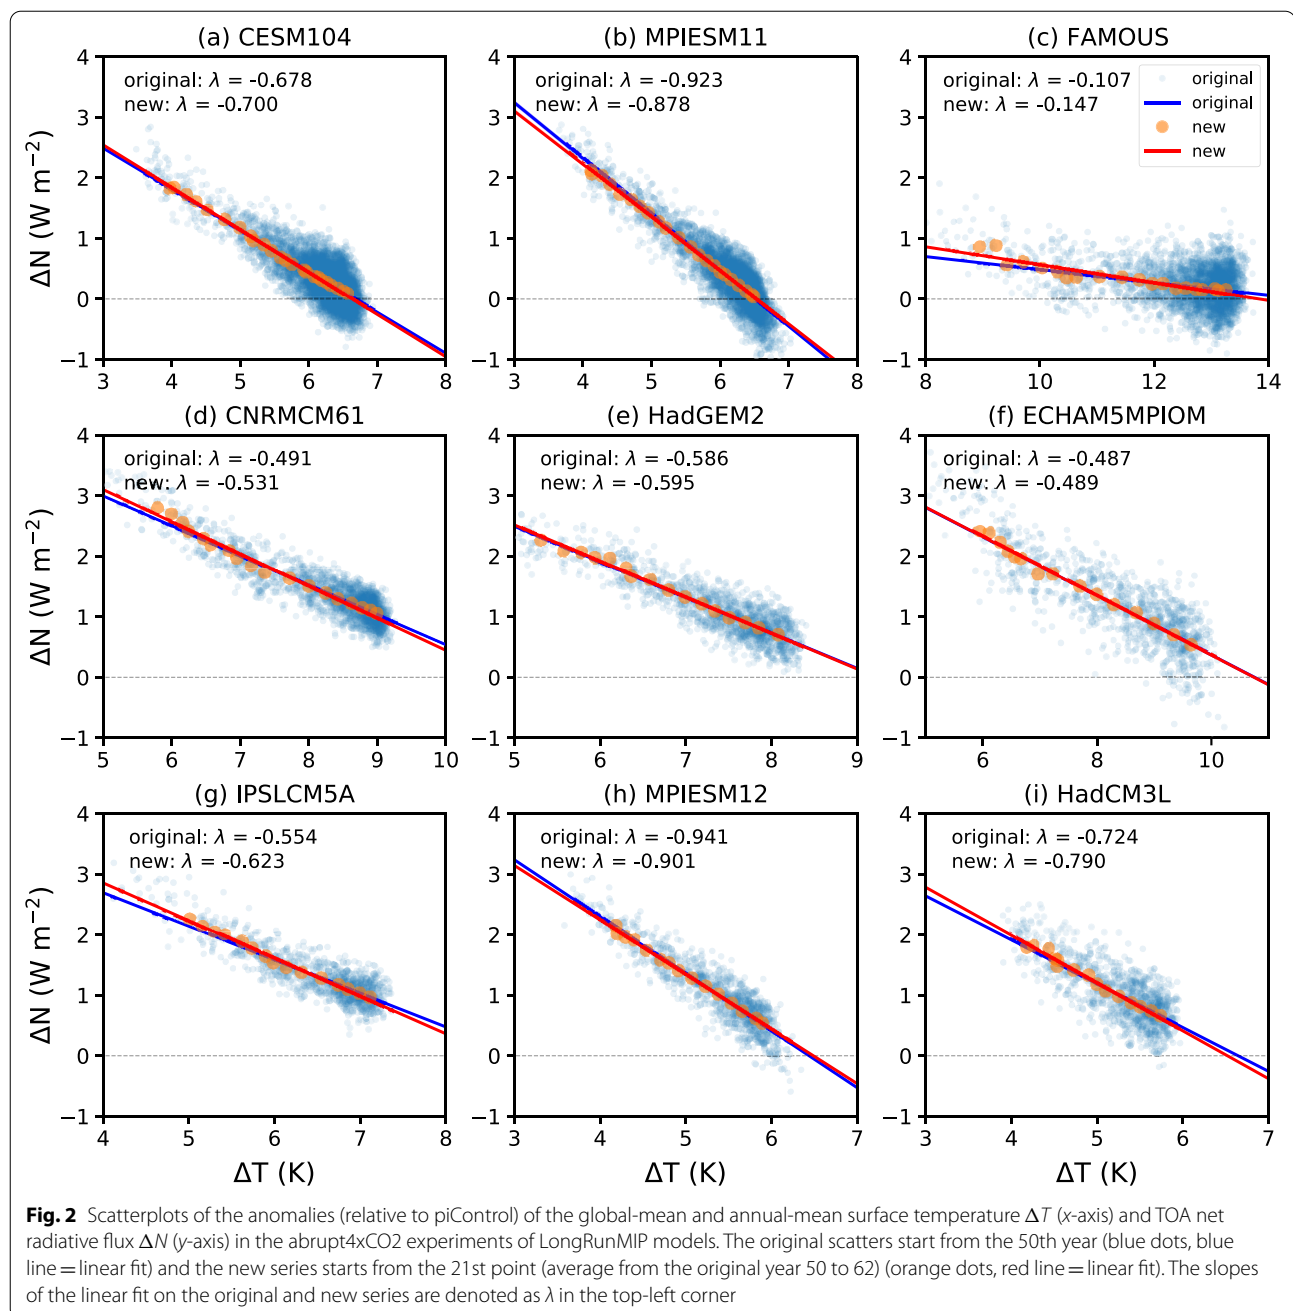 (a) CESM104
original: λ = -0.678
new: λ = -0.700
4
3
2
1
0
−1
ΔN (W m−2)
3 4 5 6 7 8
(b) MPIESM11
original: λ = -0.923
new: λ = -0.878
4
3
2
1
0
−1
3 4 5 6 7 8
(c) FAMOUS
original: λ = -0.107
new: λ = -0.147
original
original
new
new
4
3
2
1
0
−1
8 10 12 14
(d) CNRMCM61
original: λ = -0.491
new: λ = -0.531
4
3
2
1
0
−1
ΔN (W m−2)
5 6 7 8 9 10
(e) HadGEM2
original: λ = -0.586
new: λ = -0.595
4
3
2
1
0
−1
5 6 7 8 9
(f) ECHAM5MPIOM
original: λ = -0.487
new: λ = -0.489
4
3
2
1
0
−1
6 8 10
(g) IPSLCM5A
original: λ = -0.554
new: λ = -0.623
4
3
2
1
0
−1
ΔN (W m−2)
4 5 6 7 8
ΔT (K)
(h) MPIESM12
original: λ = -0.941
new: λ = -0.901
4
3
2
1
0
−1
3 4 5 6 7
ΔT (K)
(i) HadCM3L
original: λ = -0.724
new: λ = -0.790
4
3
2
1
0
−1
3 4 5 6 7
ΔT (K)
Fig. 2 Scatterplots of the anomalies (relative to piControl) of the global-mean and annual-mean surface temperature ΔT (x-axis) and TOA net
radiative flux ΔN (y-axis) in the abrupt4xCO2 experiments of LongRunMIP models. The original scatters start from the 50th year (blue dots, blue
line = linear fit) and the new series starts from the 21st point (average from the original year 50 to 62) (orange dots, red line = linear fit). The slopes
of the linear fit on the original and new series are denoted as λ in the top-left corner